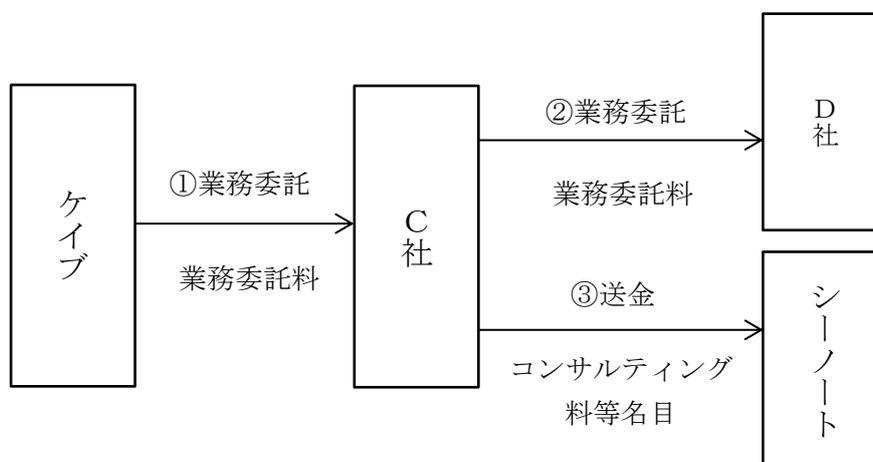 ケイブ
①業務委託
業務委託料
C社
②業務委託
業務委託料
D社
③送金
コンサルティング
料等名目
シーノート